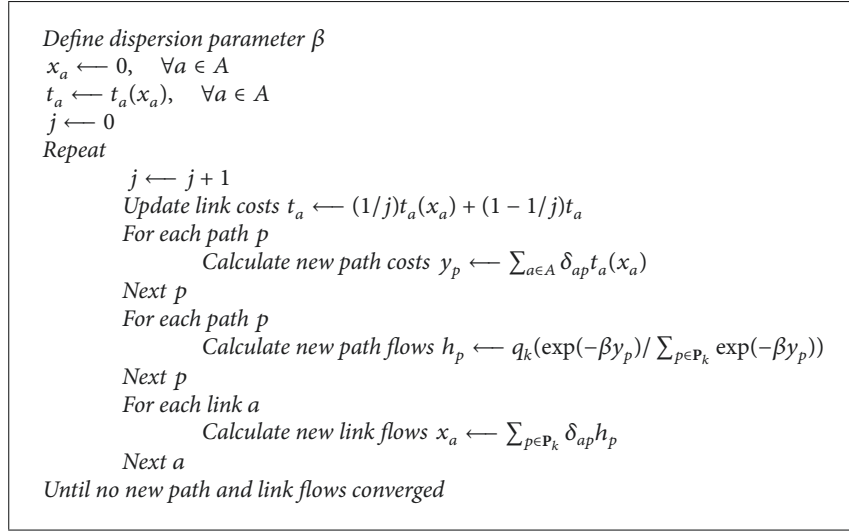 Define dispersion parameter β
x_a ⟵ 0, ∀a ∈ A
t_a ⟵ t_a(x_a), ∀a ∈ A
j ⟵ 0
Repeat
j ⟵ j + 1
Update link costs t_a ⟵ (1/j)t_a(x_a) + (1 − 1/j)t_a
For each path p
Calculate new path costs y_p ⟵ ∑_{a∈A} δ_{ap}t_a(x_a)
Next p
For each path p
Calculate new path flows h_p ⟵ q_k(exp(−βy_p)/ ∑_{p∈P_k} exp(−βy_p))
Next p
For each link a
Calculate new link flows x_a ⟵ ∑_{p∈P_k} δ_{ap}h_p
Next a
Until no new path and link flows converged